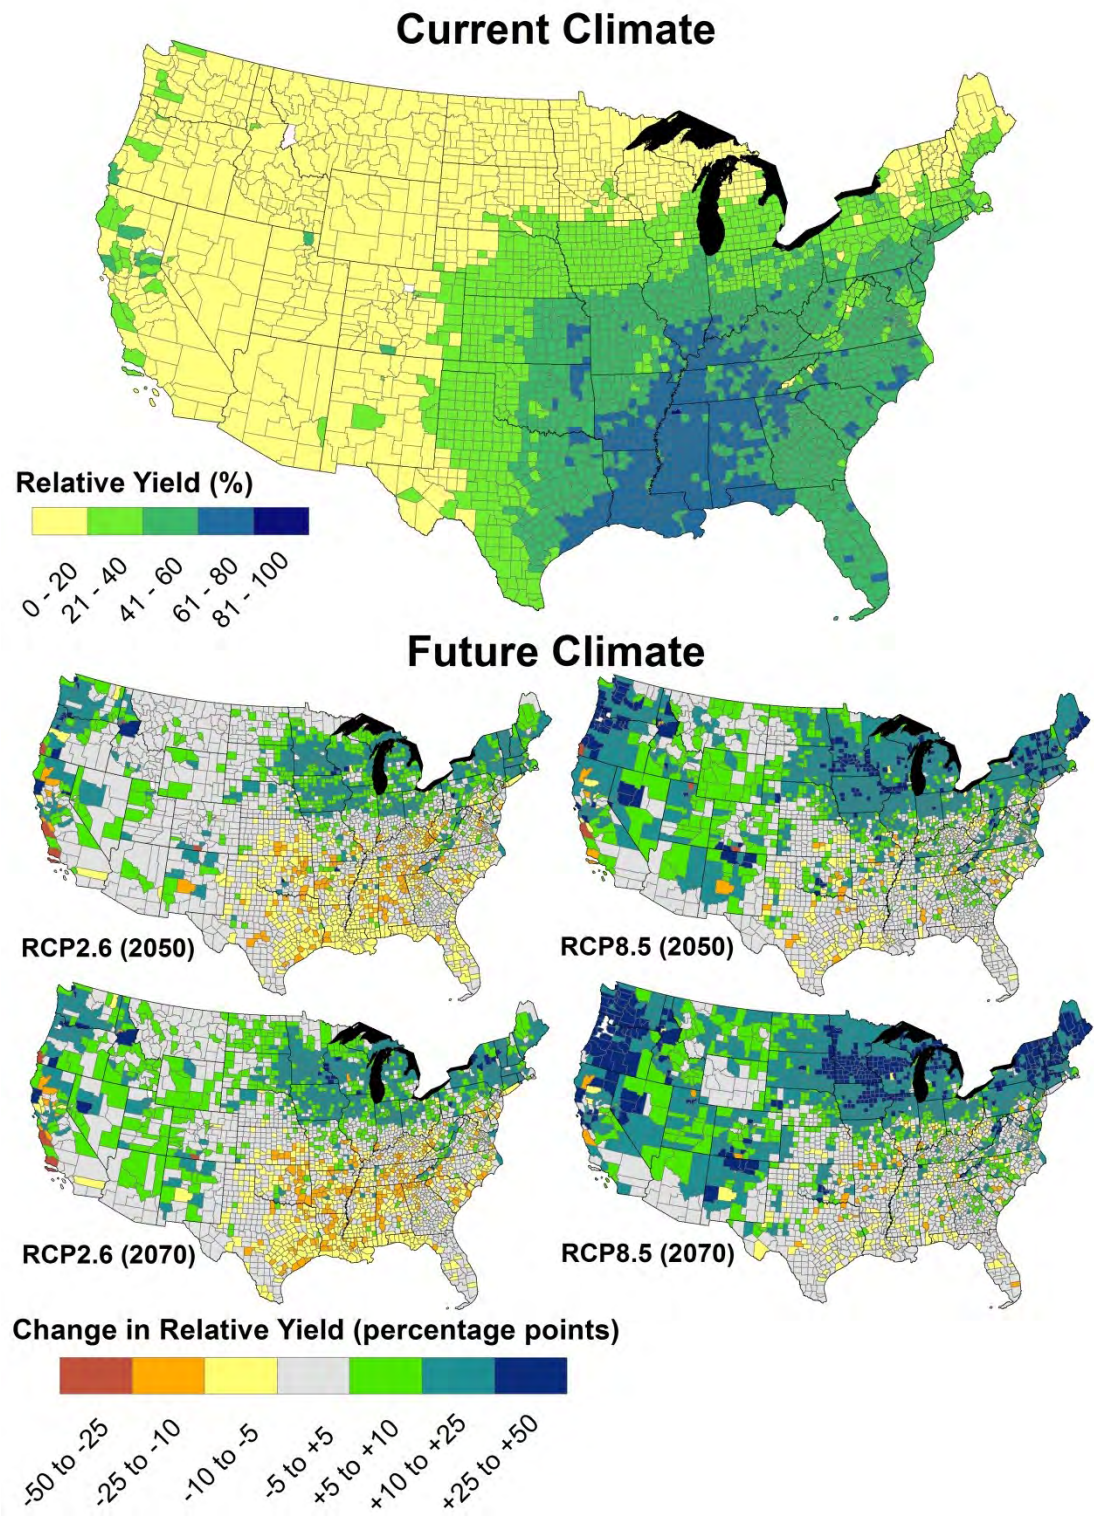 Current Climate
Relative Yield (%)
0 - 20
21 - 40
41 - 60
61 - 80
81 - 100
Future Climate
RCP2.6 (2050)
RCP8.5 (2050)
RCP2.6 (2070)
RCP8.5 (2070)
Change in Relative Yield (percentage points)
-50 to -25
-25 to -10
-10 to -5
-5 to +5
+5 to +10
+10 to +25
+25 to +50